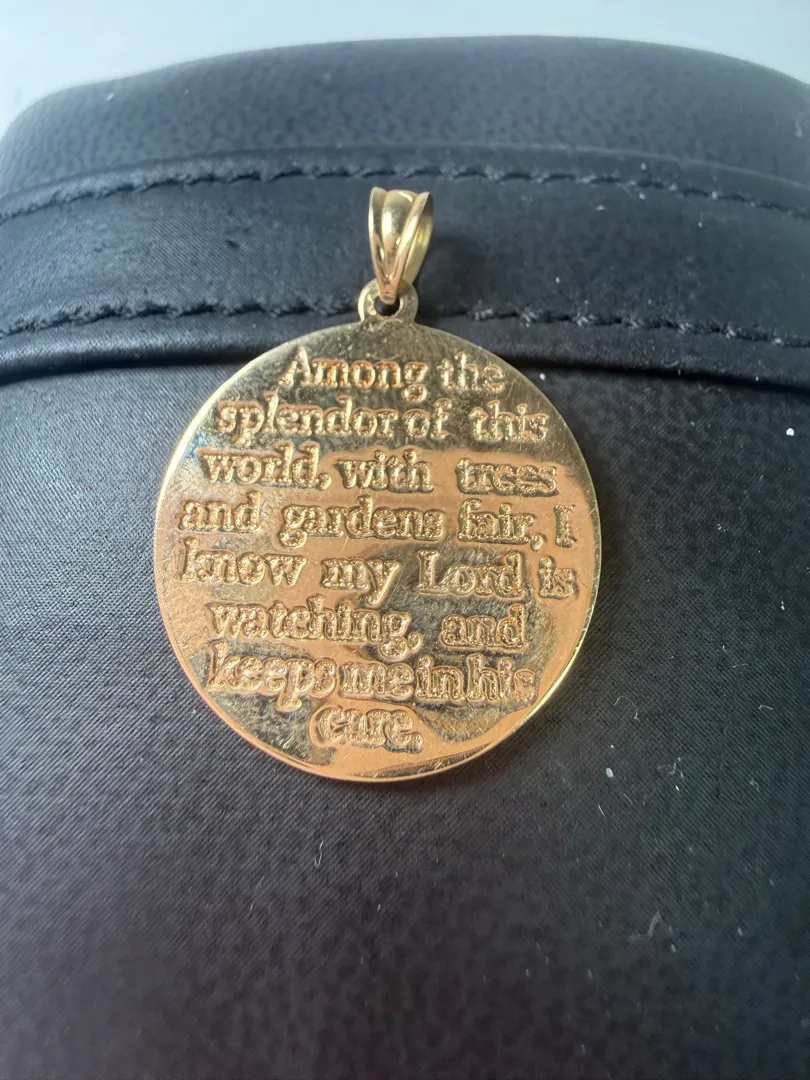 Among the
splendor of this
world, with trees
and gardens fair, I
know my Lord is
watching, and
keeps me in his
care.